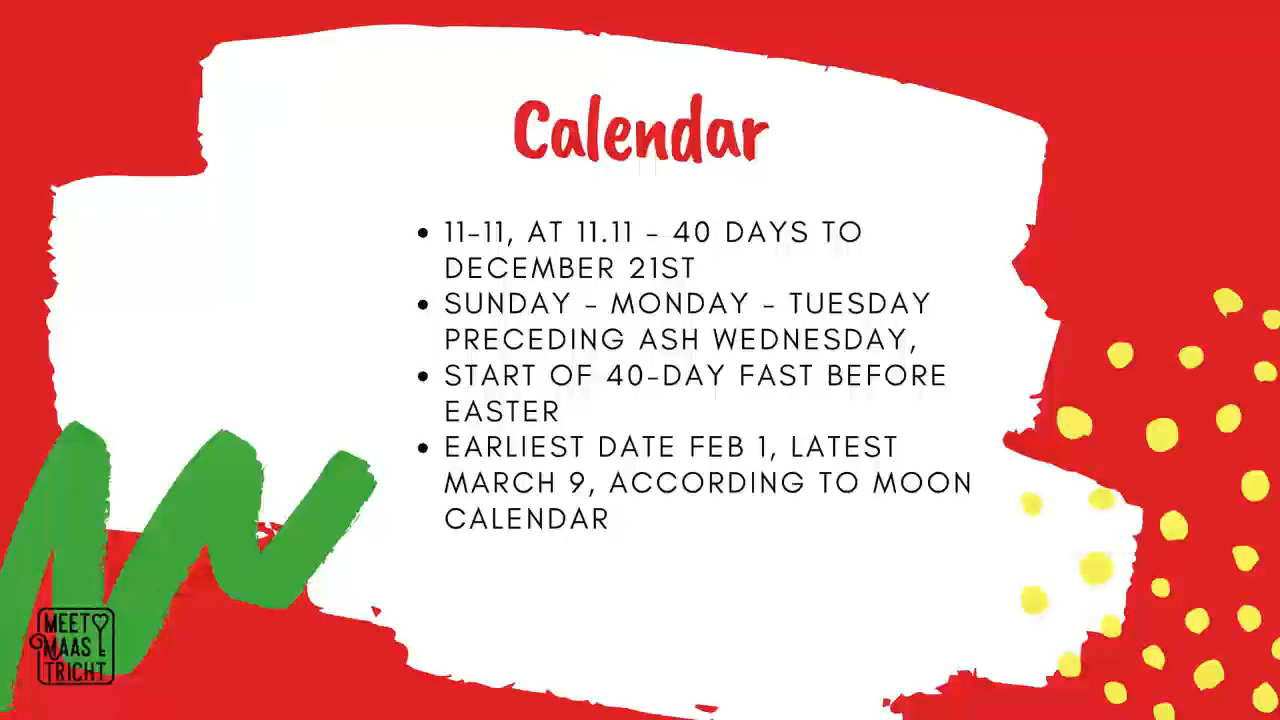 Calendar
• 11-11, AT 11.11 - 40 DAYS TO
DECEMBER 21ST
• SUNDAY - MONDAY - TUESDAY
PRECEDING ASH WEDNESDAY,
• START OF 40-DAY FAST BEFORE
EASTER
• EARLIEST DATE FEB 1, LATEST
MARCH 9, ACCORDING TO MOON
CALENDAR
MEET
MAAS
TRICHT